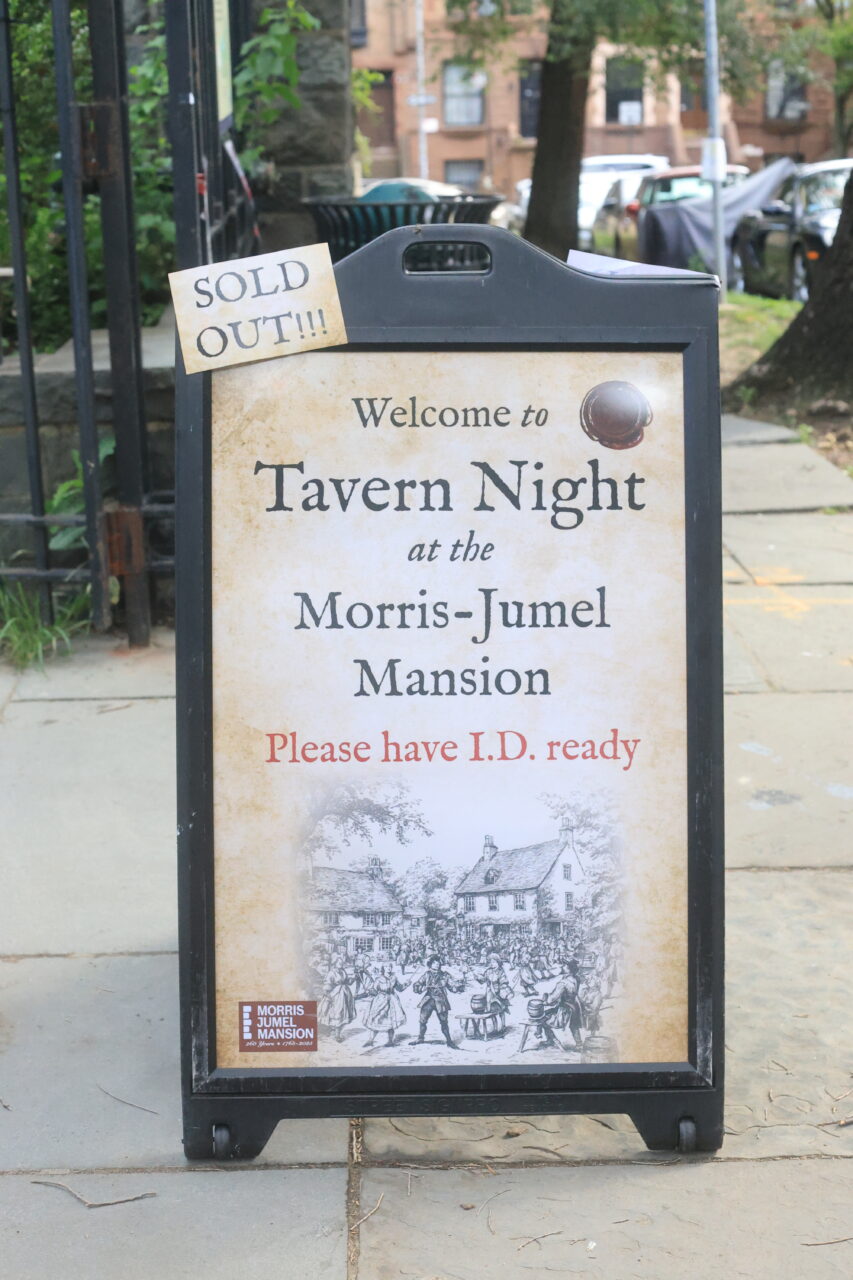 SOLD
OUT!!!
Welcome to
Tavern Night
at the
Morris-Jumel
Mansion
Please have I.D. ready
MORRIS
JUMEL
MANSION